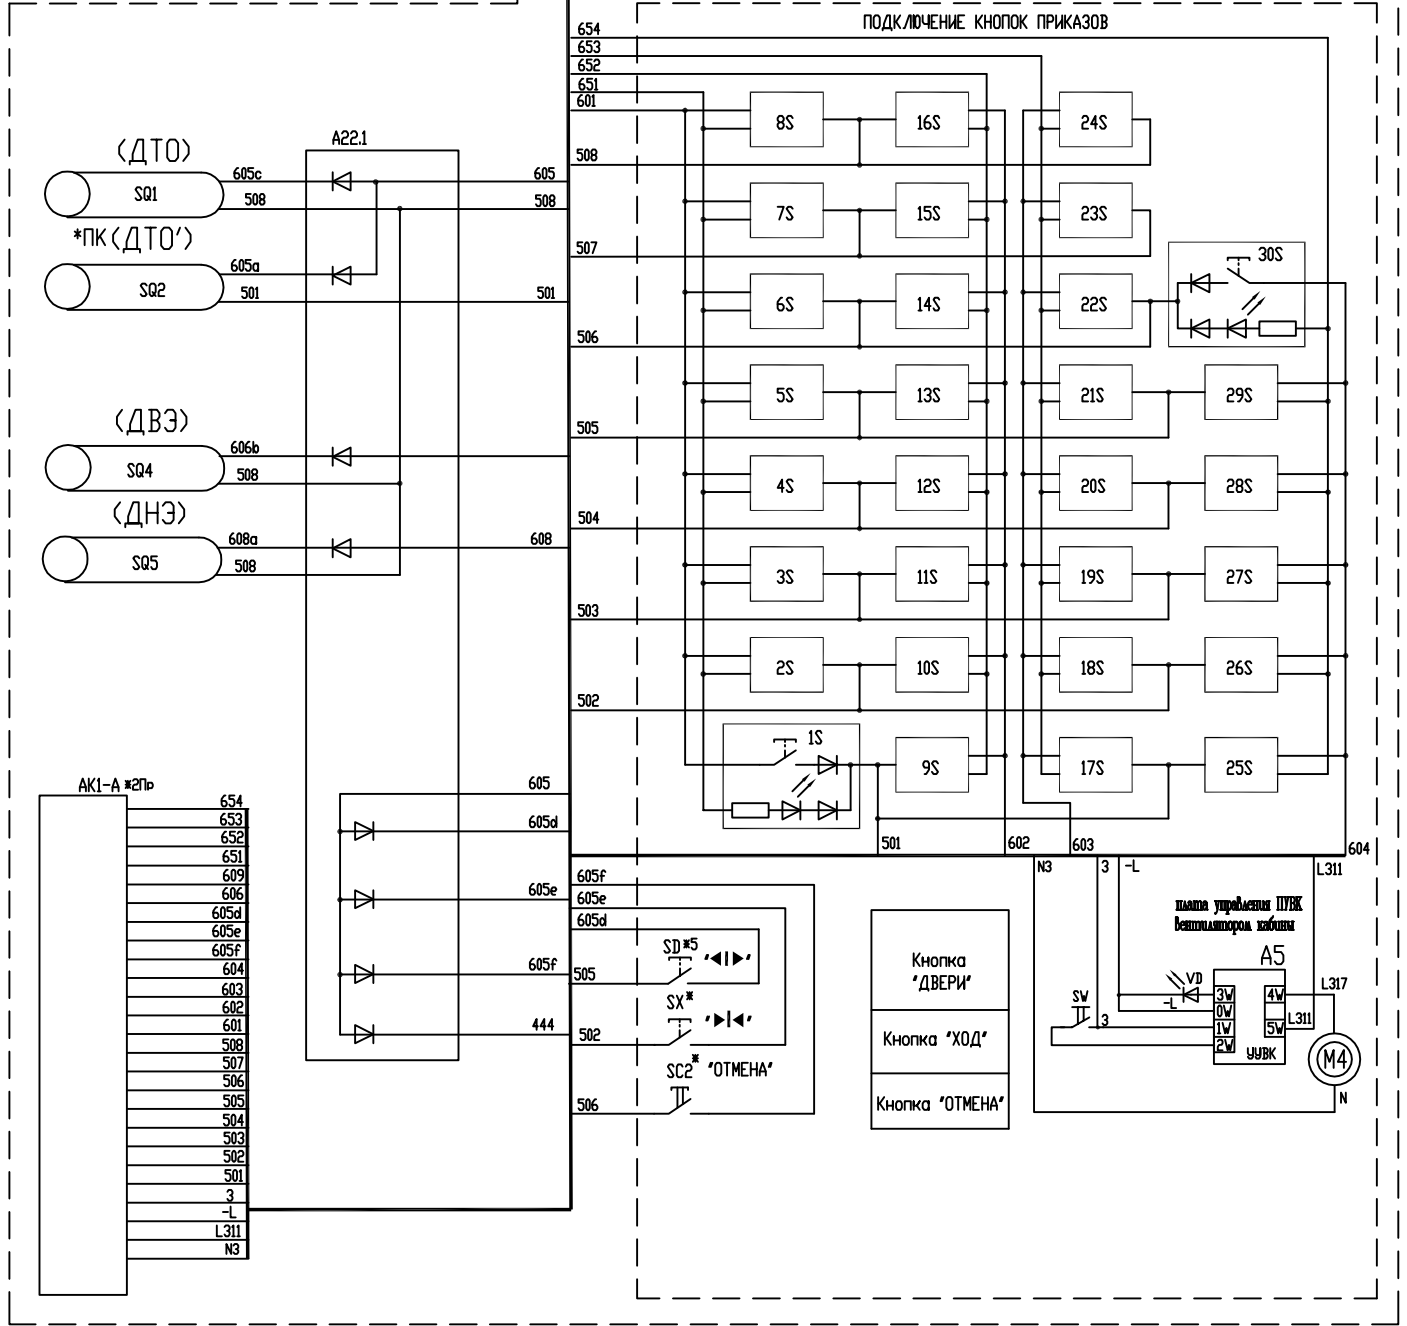 ПОДКЛЮЧЕНИЕ КНОПОК ПРИКАЗОВ
654
653
652
651
601
8S
16S
24S
508
7S
15S
23S
507
6S
14S
22S
30S
506
5S
13S
21S
29S
505
4S
12S
20S
28S
504
3S
11S
19S
27S
503
2S
10S
18S
26S
502
1S
9S
17S
25S
501
602
603
604
A22.1
(ДТО)
SQ1
605c
508
605
508
*ПК(ДТО')
SQ2
605a
501
501
(ДВЭ)
SQ4
606b
508
(ДНЭ)
SQ5
608a
508
608
605
605d
605e
605f
444
АК1-А *2Пр
654
653
652
651
609
606
605d
605e
605f
604
603
602
601
508
507
506
505
504
503
502
501
3
-L
L311
N3
605f
605e
605d
505
SD*5
"◄|►"
502
SX*
"►|◄"
506
SC2* "ОТМЕНА"
Кнопка
"ДВЕРИ"
Кнопка "ХОД"
Кнопка "ОТМЕНА"
N3
3
-L
L311
плата управления ПУВК
вентилятором кабины
A5
VD
-L
SW
3
3W
0W
1W
2W
4W
5W
УУВК
L317
L311
M4
N